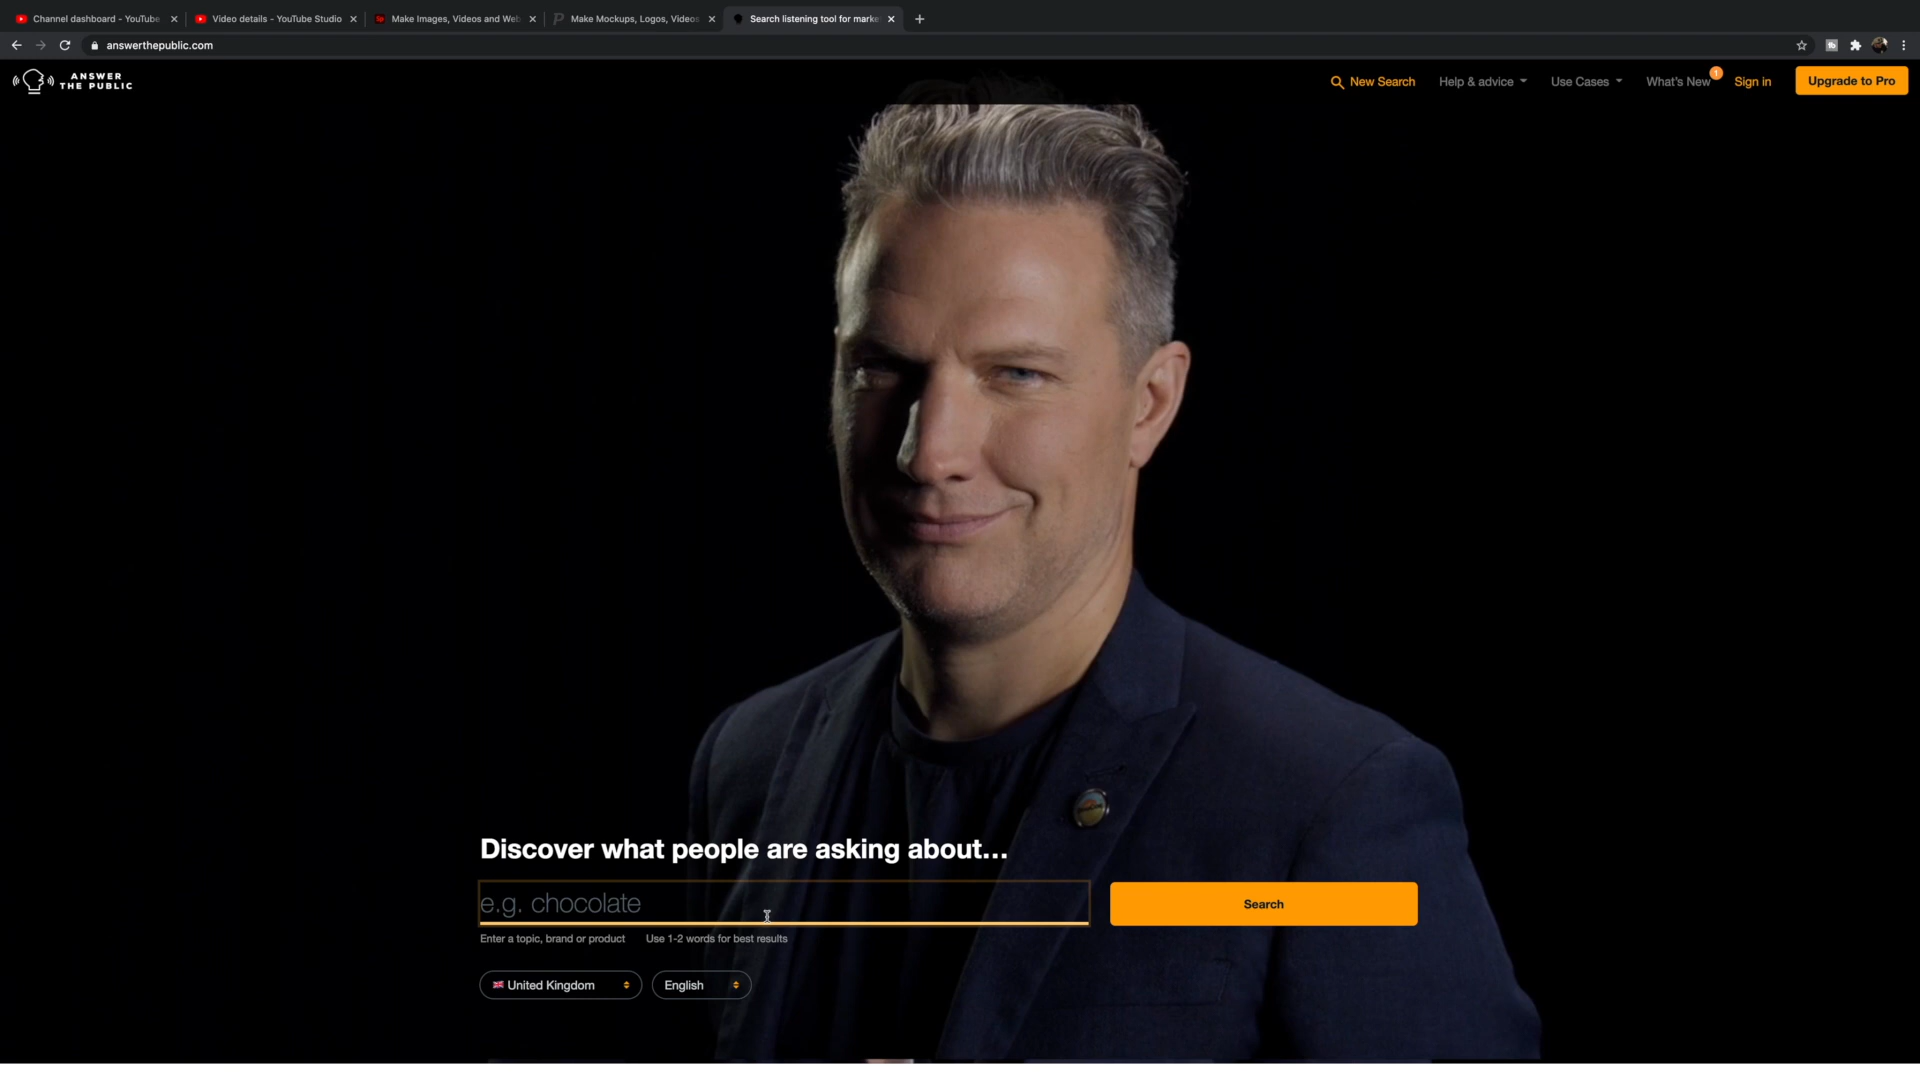 Channel dashboard - YouTube
Video details - YouTube Studio
Make Images, Videos and Web
Make Mockups, Logos, Videos
Search listening tool for marke
answerthepublic.com
ANSWER
THE PUBLIC
New Search
Help & advice
Use Cases
What's New
1
Sign in
Upgrade to Pro
Discover what people are asking about...
e.g. chocolate
Search
Enter a topic, brand or product
Use 1-2 words for best results
United Kingdom
English